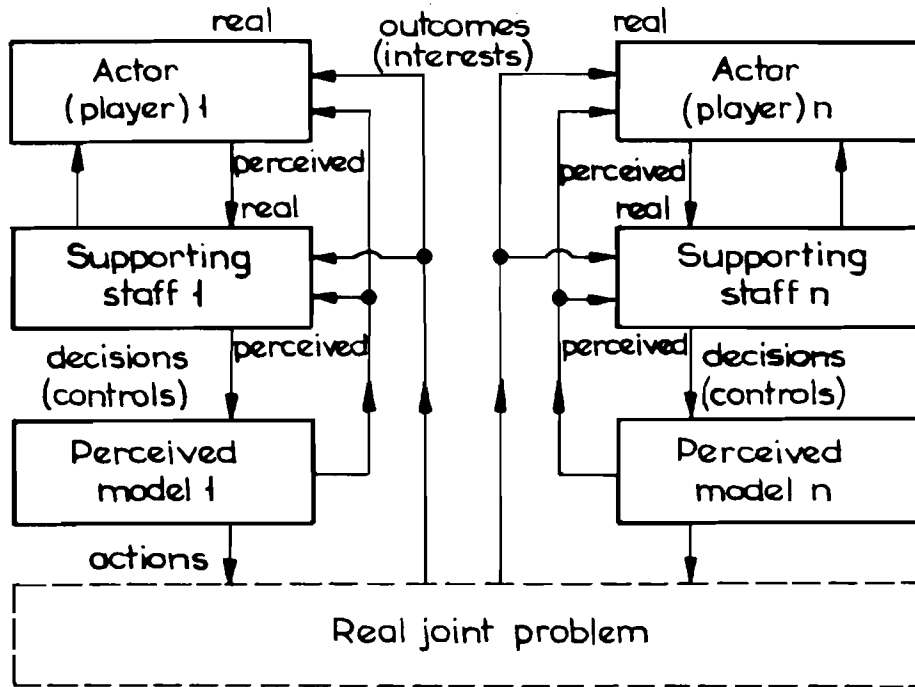 real
outcomes
(interests)
real
Actor
(player) 1
Actor
(player) n
perceived
perceived
real
real
Supporting
staff 1
Supporting
staff n
perceived
perceived
decisions
(controls)
decisions
(controls)
Perceived
model 1
Perceived
model n
actions
Real joint problem